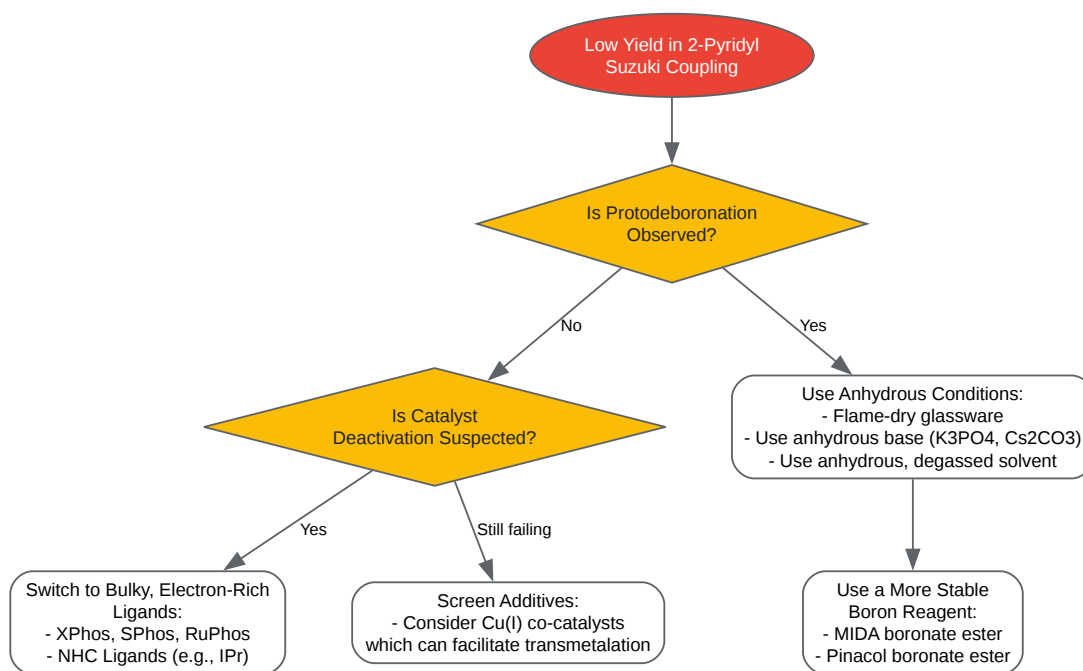 Low Yield in 2-Pyridyl
Suzuki Coupling
Is Protodeboronation
Observed?
No
Yes
Is Catalyst
Deactivation Suspected?
Use Anhydrous Conditions:
- Flame-dry glassware
- Use anhydrous base (K3PO4, Cs2CO3)
- Use anhydrous, degassed solvent
Yes
Still failing
Switch to Bulky, Electron-Rich
Ligands:
- XPhos, SPhos, RuPhos
- NHC Ligands (e.g., IPr)
Screen Additives:
- Consider Cu(I) co-catalysts
which can facilitate transmetalation
Use a More Stable
Boron Reagent:
- MIDA boronate ester
- Pinacol boronate ester